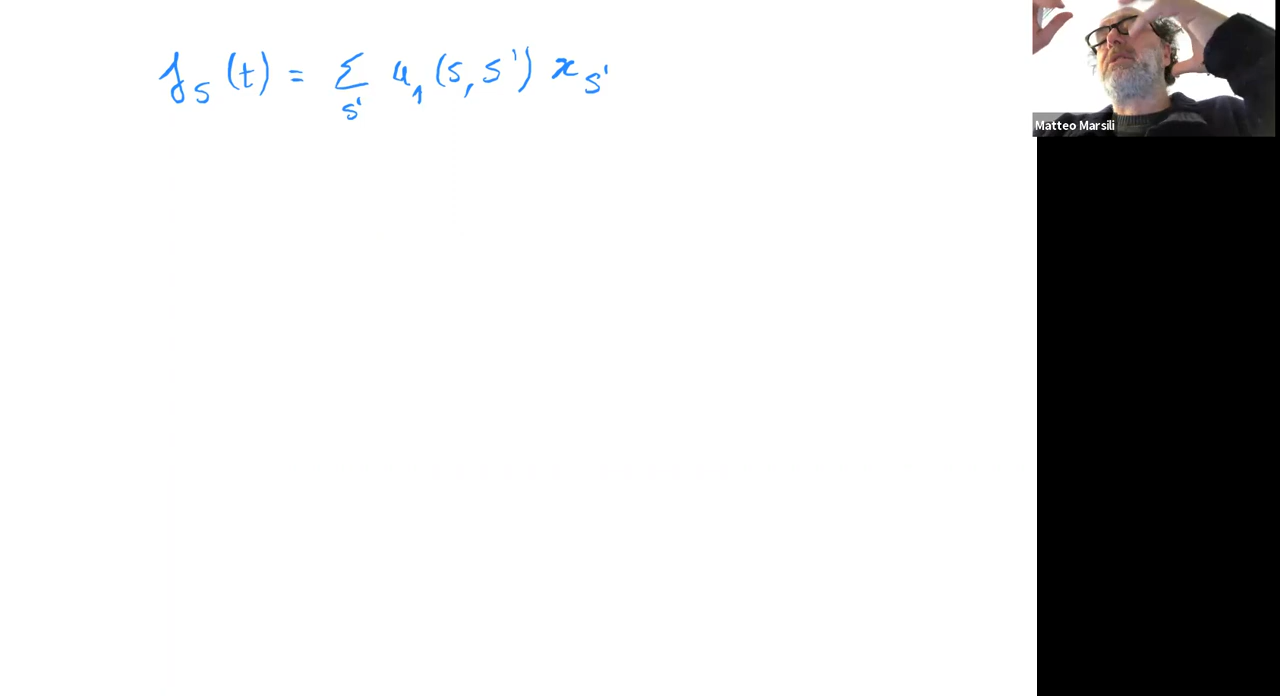 f_s(t) = Σ_{s'} u_1(s, s') x_{s'}
Matteo Marsili